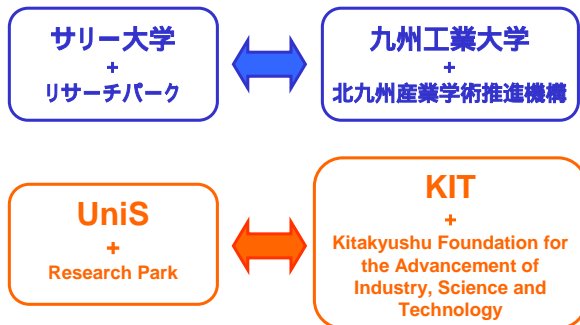 サリー大学
+
リサーチパーク
九州工業大学
+
北九州産業学術推進機構
UniS
+
Research Park
KIT
+
Kitakyushu Foundation for
the Advancement of
Industry, Science and
Technology